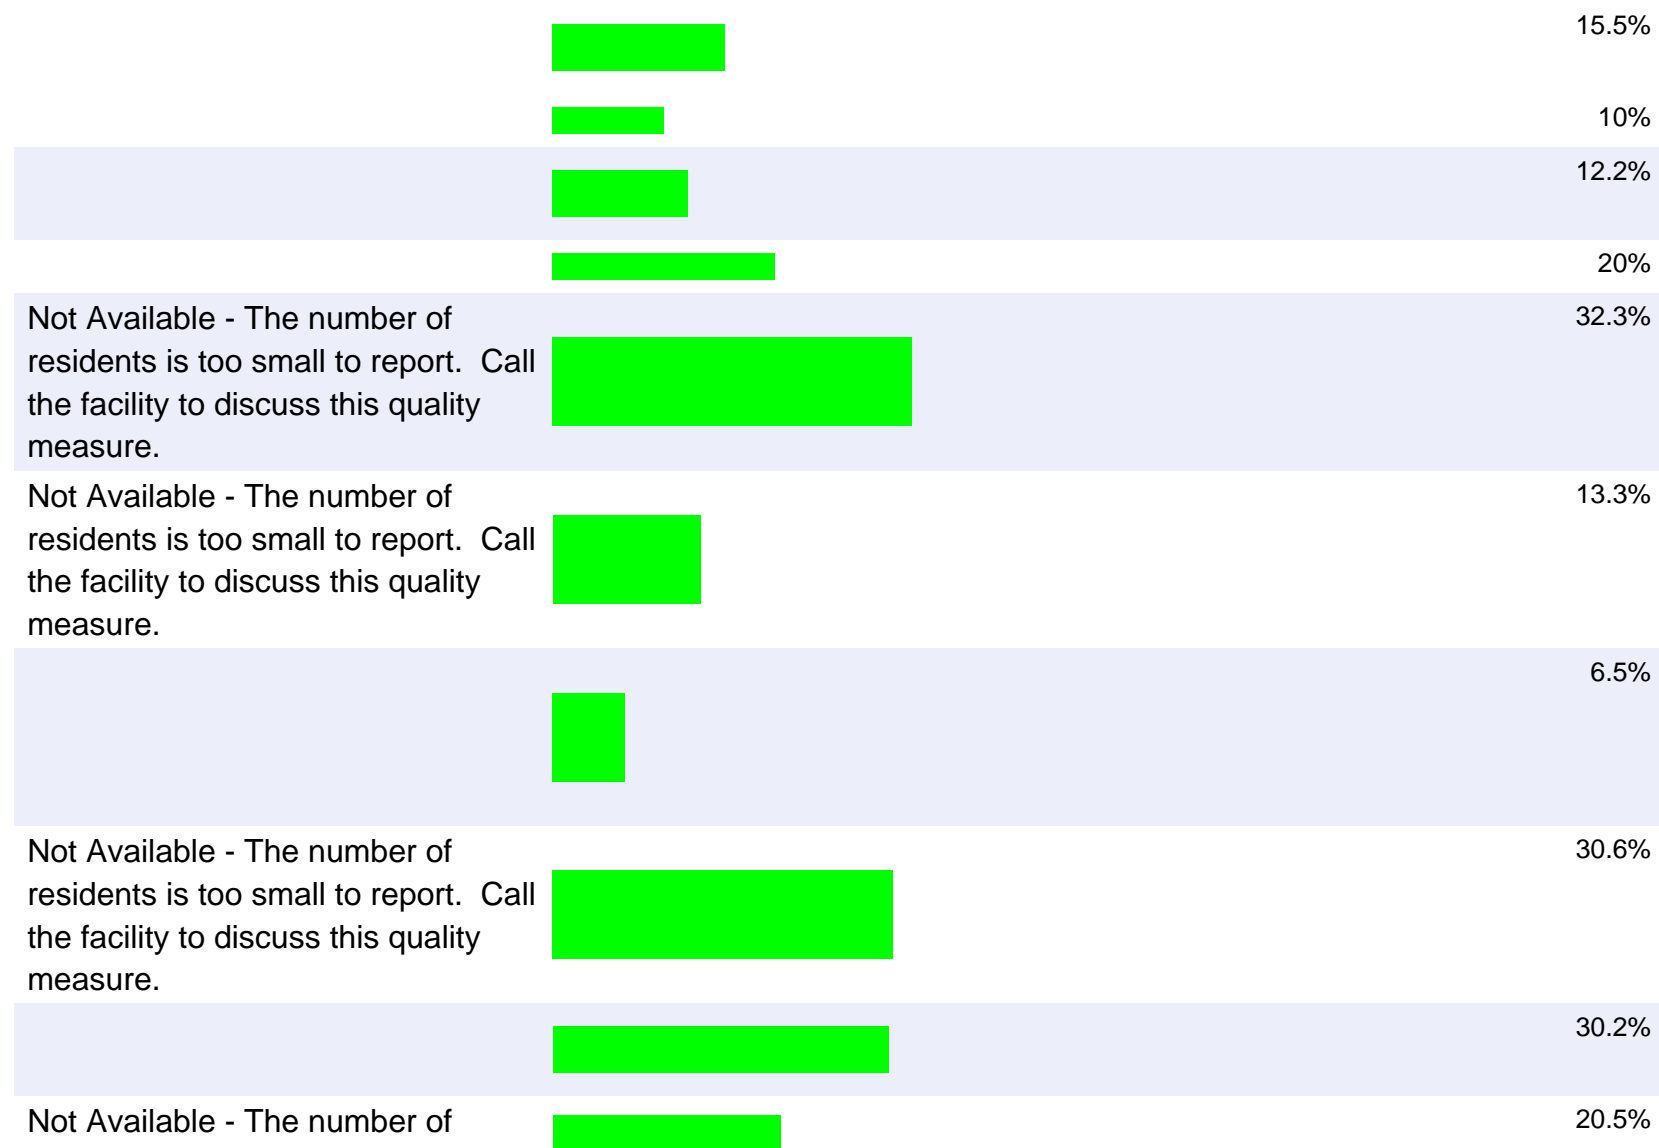 15.5%
10%
12.2%
20%
Not Available - The number of
residents is too small to report.  Call
the facility to discuss this quality
measure.
32.3%
Not Available - The number of
residents is too small to report.  Call
the facility to discuss this quality
measure.
13.3%
6.5%
Not Available - The number of
residents is too small to report.  Call
the facility to discuss this quality
measure.
30.6%
30.2%
Not Available - The number of
20.5%